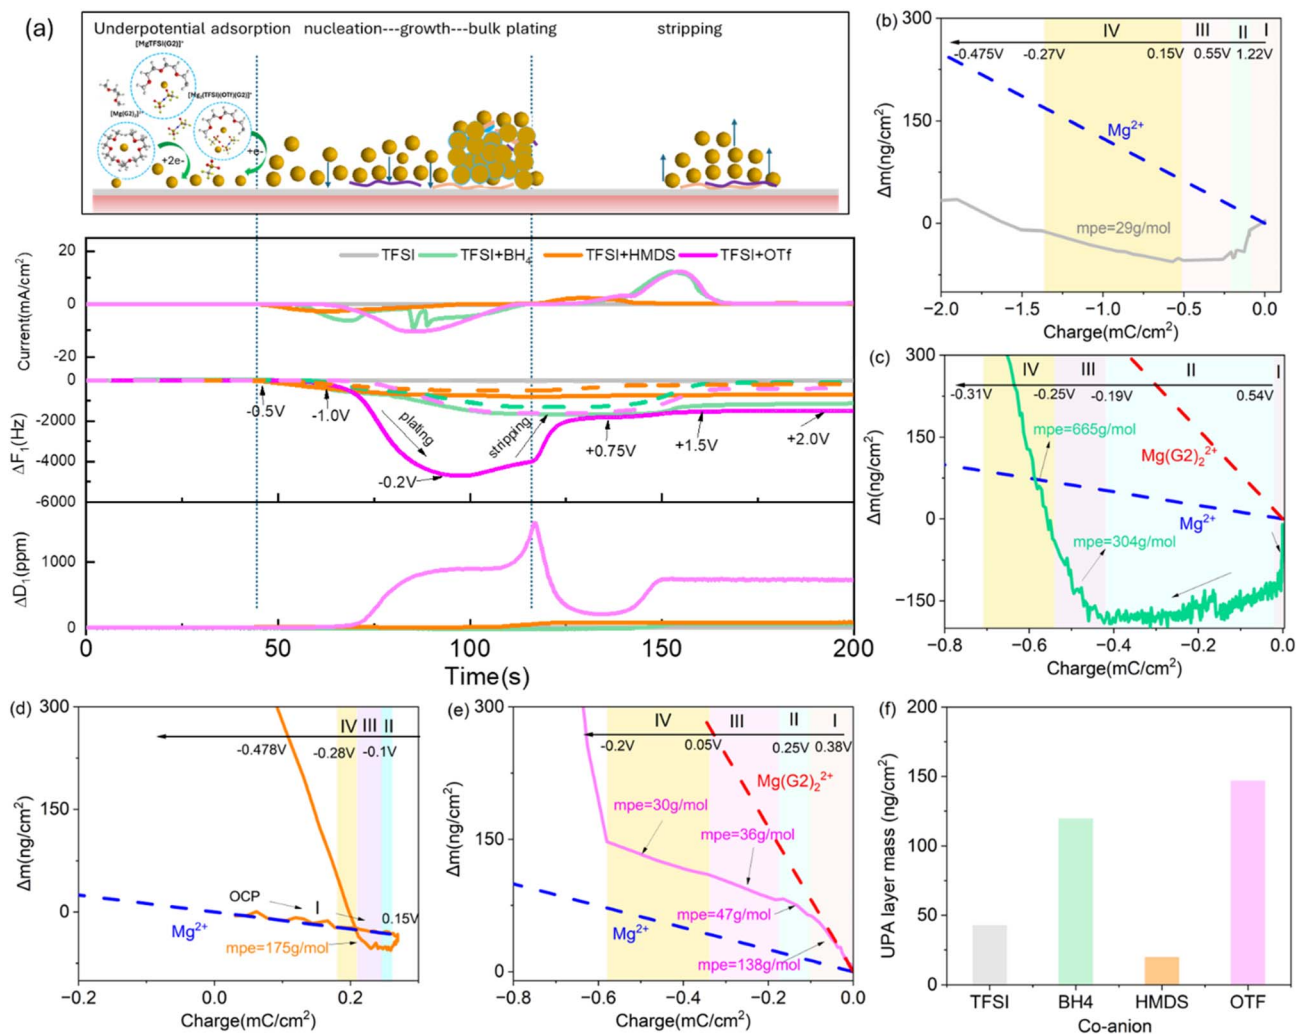 (a)
Underpotential adsorption nucleation---growth---bulk plating stripping
[MgTFSI(G2)]⁺
[Mg₂(TFSI)(OTf)(G2)]⁺
+2e-
+e-
TFSI TFSI+BH₄ TFSI+HMDS TFSI+OTf
Current(mA/cm²)
20
0
-20
ΔF₁(Hz)
0
-2000
-4000
-6000
-0.5V
-1.0V
plating
-0.2V
stripping
+0.75V
+1.5V
+2.0V
ΔD₁(ppm)
1000
0
0 50 100 150 200
Time(s)
(b)
300
150
0
Δm(ng/cm²)
IV III II I
-0.475V -0.27V 0.15V 0.55V 1.22V
Mg²⁺
mpe=29g/mol
−2.0 −1.5 −1.0 −0.5 0.0
Charge(mC/cm²)
(c)
300
150
0
−150
Δm(ng/cm²)
IV III II I
-0.31V -0.25V -0.19V 0.54V
mpe=665g/mol
Mg(G2)₂²⁺
Mg²⁺
mpe=304g/mol
−0.8 −0.6 −0.4 −0.2 0.0
Charge(mC/cm²)
(d)
300
150
0
Δm(ng/cm²)
IV III II
-0.478V -0.28V -0.1V
OCP
I
0.15V
Mg²⁺
mpe=175g/mol
−0.2 0.0 0.2
Charge(mC/cm²)
(e)
300
150
0
Δm(ng/cm²)
IV III II I
-0.2V 0.05V 0.25V 0.38V
Mg(G2)₂²⁺
mpe=30g/mol
mpe=36g/mol
mpe=47g/mol
Mg²⁺
mpe=138g/mol
−0.8 −0.6 −0.4 −0.2 0.0
Charge(mC/cm²)
(f)
200
150
100
50
0
UPA layer mass (ng/cm²)
TFSI BH4 HMDS OTF
Co-anion